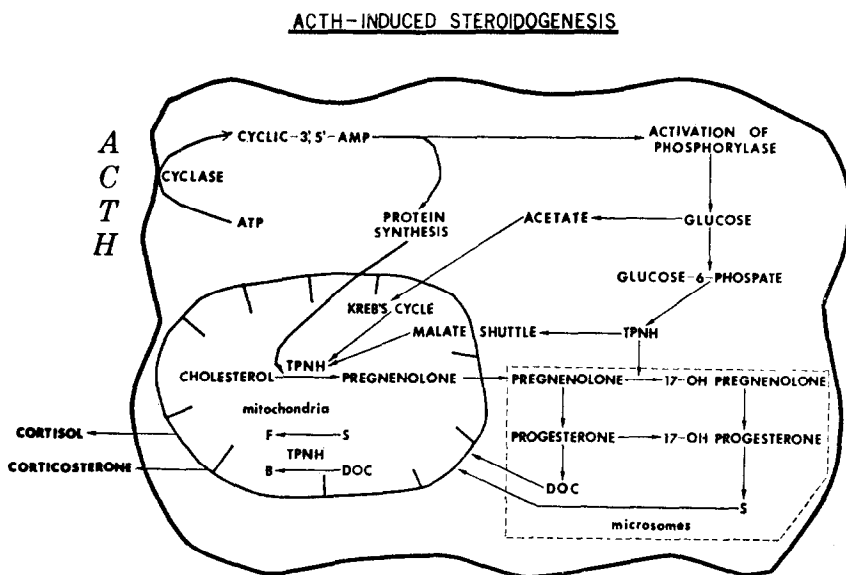 ACTH-INDUCED STEROIDOGENESIS
A
C
T
H
CYCLIC-3',5'-AMP
ACTIVATION OF
PHOSPHORYLASE
CYCLASE
ATP
PROTEIN
SYNTHESIS
ACETATE
GLUCOSE
GLUCOSE-6-PHOSPATE
KREB'S CYCLE
MALATE SHUTTLE
TPNH
TPNH
CHOLESTEROL
PREGNENOLONE
PREGNENOLONE
17-OH PREGNENOLONE
mitochondria
CORTISOL
F
S
PROGESTERONE
17-OH PROGESTERONE
TPNH
CORTICOSTERONE
B
DOC
DOC
S
microsomes